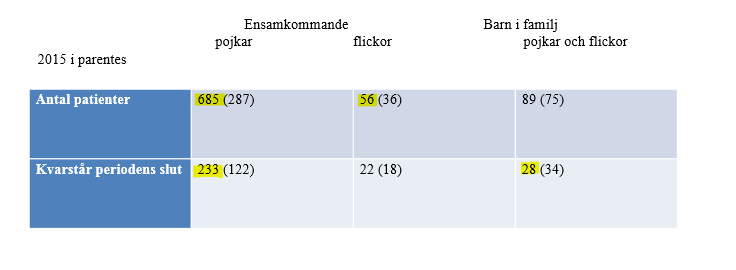 Ensamkommande Barn i familj
pojkar flickor pojkar och flickor
2015 i parentes
Antal patienter 685 (287) 56 (36) 89 (75)
Kvarstår periodens slut 233 (122) 22 (18) 28 (34)